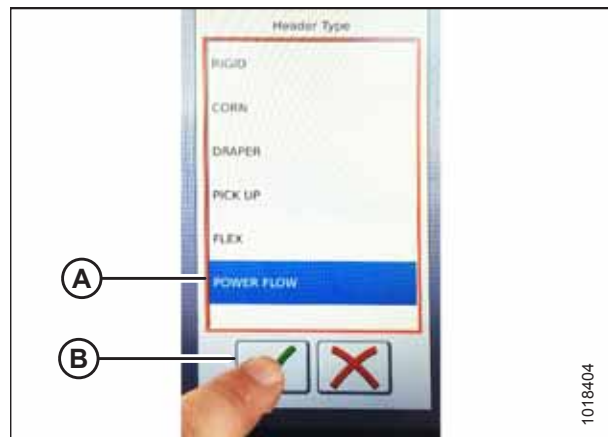 Header Type
RIGID
CORN
DRAPER
PICK UP
FLEX
A
POWER FLOW
B
1018404